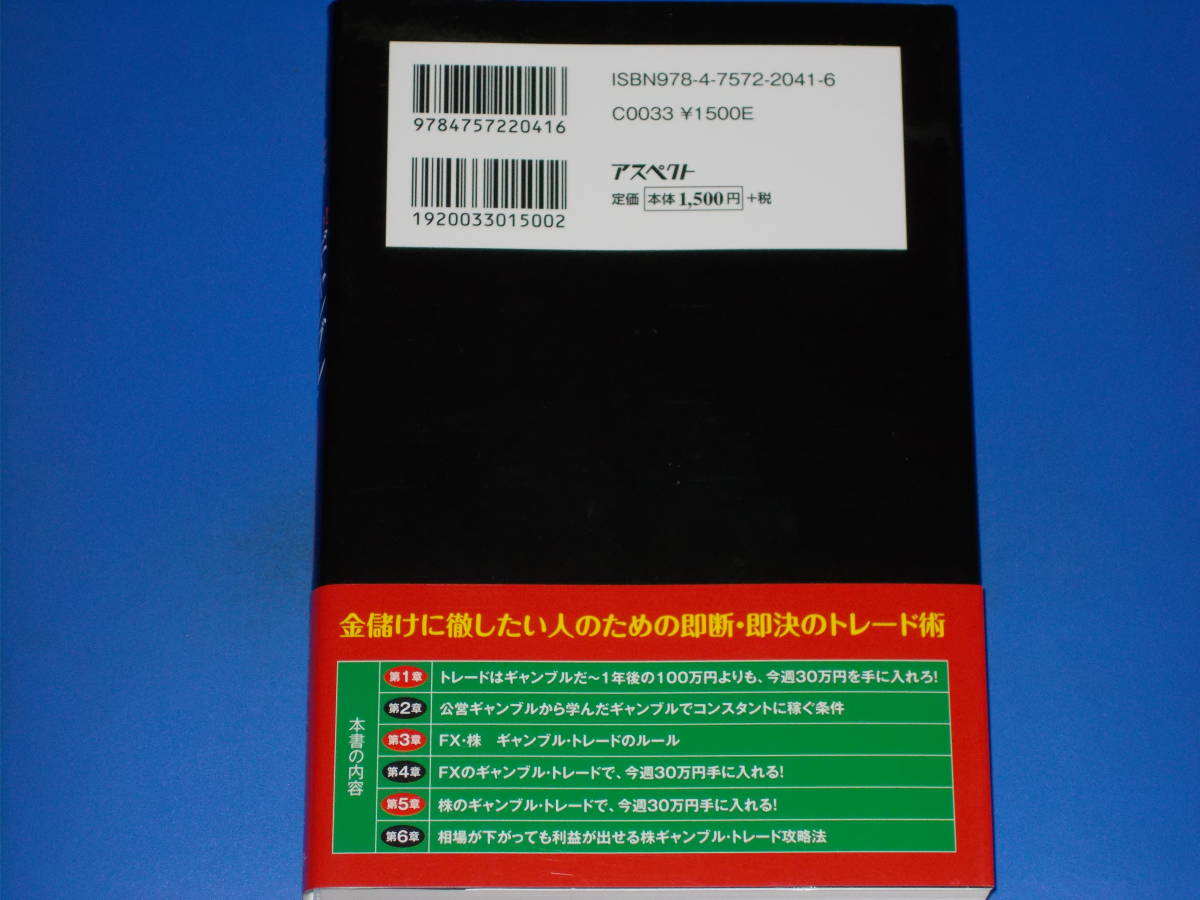 ISBN978-4-7572-2041-6
9784757220416
C0033 ¥1500E
1920033015002
アスペクト
定価 本体1,500円 +税
金儲けに徹したい人のための即断・即決のトレード術
本書の内容
第1章 トレードはギャンブルだ〜1年後の100万円よりも、今週30万円を手に入れろ!
第2章 公営ギャンブルから学んだギャンブルでコンスタントに稼ぐ条件
第3章 FX・株 ギャンブル・トレードのルール
第4章 FXのギャンブル・トレードで、今週30万円手に入れる!
第5章 株のギャンブル・トレードで、今週30万円手に入れる!
第6章 相場が下がっても利益が出せる株ギャンブル・トレード攻略法